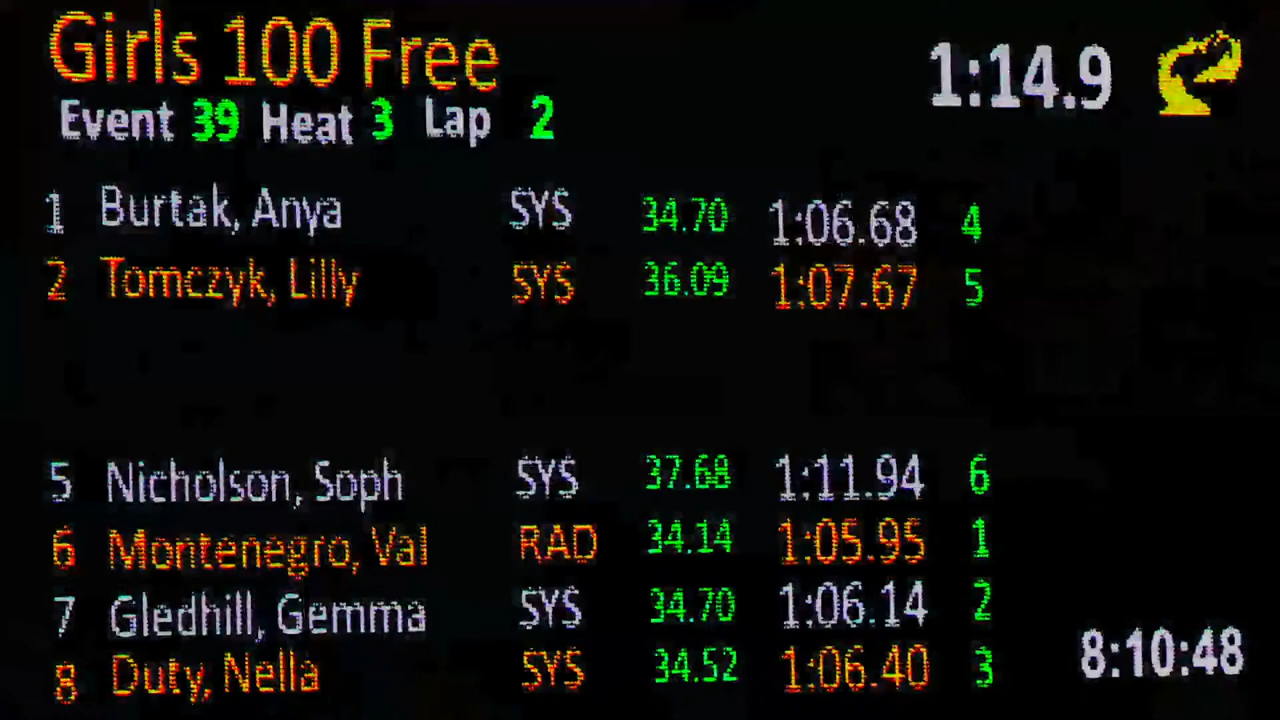 Girls 100 Free 1:14.9
Event 39 Heat 3 Lap 2
1 Burtak, Anya SYS 34.70 1:06.68 4
2 Tomczyk, Lilly SYS 36.09 1:07.67 5
5 Nicholson, Soph SYS 37.68 1:11.94 6
6 Montenegro, Val RAD 34.14 1:05.95 1
7 Gledhill, Gemma SYS 34.70 1:06.14 2
8 Duty, Nella SYS 34.52 1:06.40 3
8:10:48